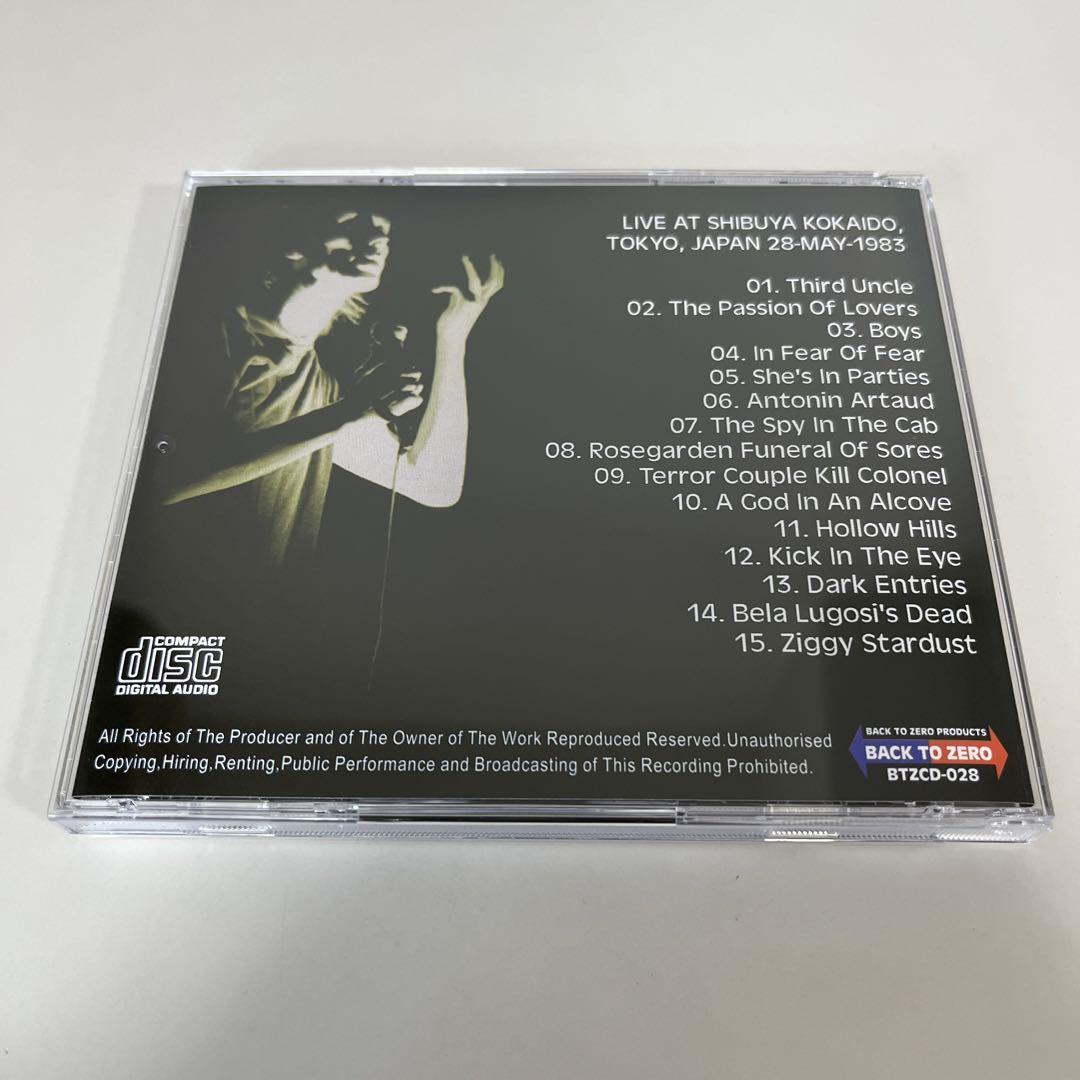 LIVE AT SHIBUYA KOKAIDO,
TOKYO, JAPAN 28-MAY-1983
01. Third Uncle
02. The Passion Of Lovers
03. Boys
04. In Fear Of Fear
05. She's In Parties
06. Antonin Artaud
07. The Spy In The Cab
08. Rosegarden Funeral Of Sores
09. Terror Couple Kill Colonel
10. A God In An Alcove
11. Hollow Hills
12. Kick In The Eye
13. Dark Entries
14. Bela Lugosi's Dead
15. Ziggy Stardust
COMPACT
disc
DIGITAL AUDIO
All Rights of The Producer and of The Owner of The Work Reproduced Reserved.Unauthorised
Copying,Hiring,Renting,Public Performance and Broadcasting of This Recording Prohibited.
BACK TO ZERO PRODUCTS
BACK TO ZERO
BTZCD-028